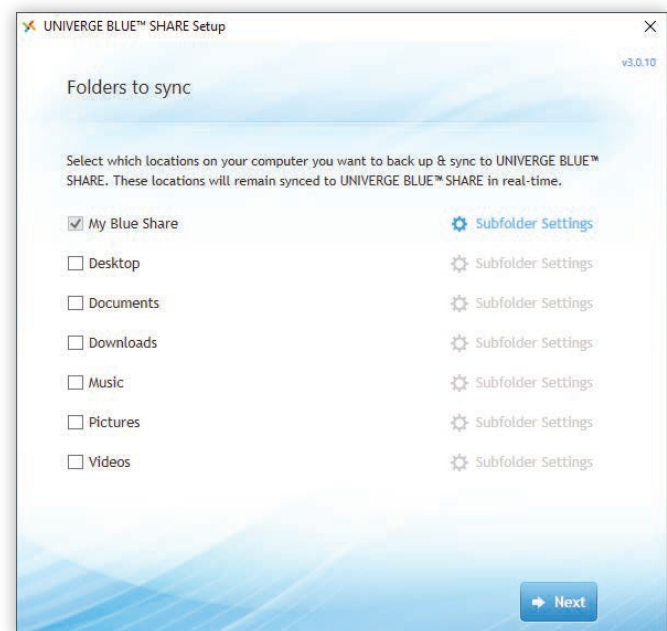 UNIVERGE BLUE™ SHARE Setup
v3.0.10
Folders to sync
Select which locations on your computer you want to back up & sync to UNIVERGE BLUE™
SHARE. These locations will remain synced to UNIVERGE BLUE™ SHARE in real-time.
My Blue Share Subfolder Settings
Desktop Subfolder Settings
Documents Subfolder Settings
Downloads Subfolder Settings
Music Subfolder Settings
Pictures Subfolder Settings
Videos Subfolder Settings
Next